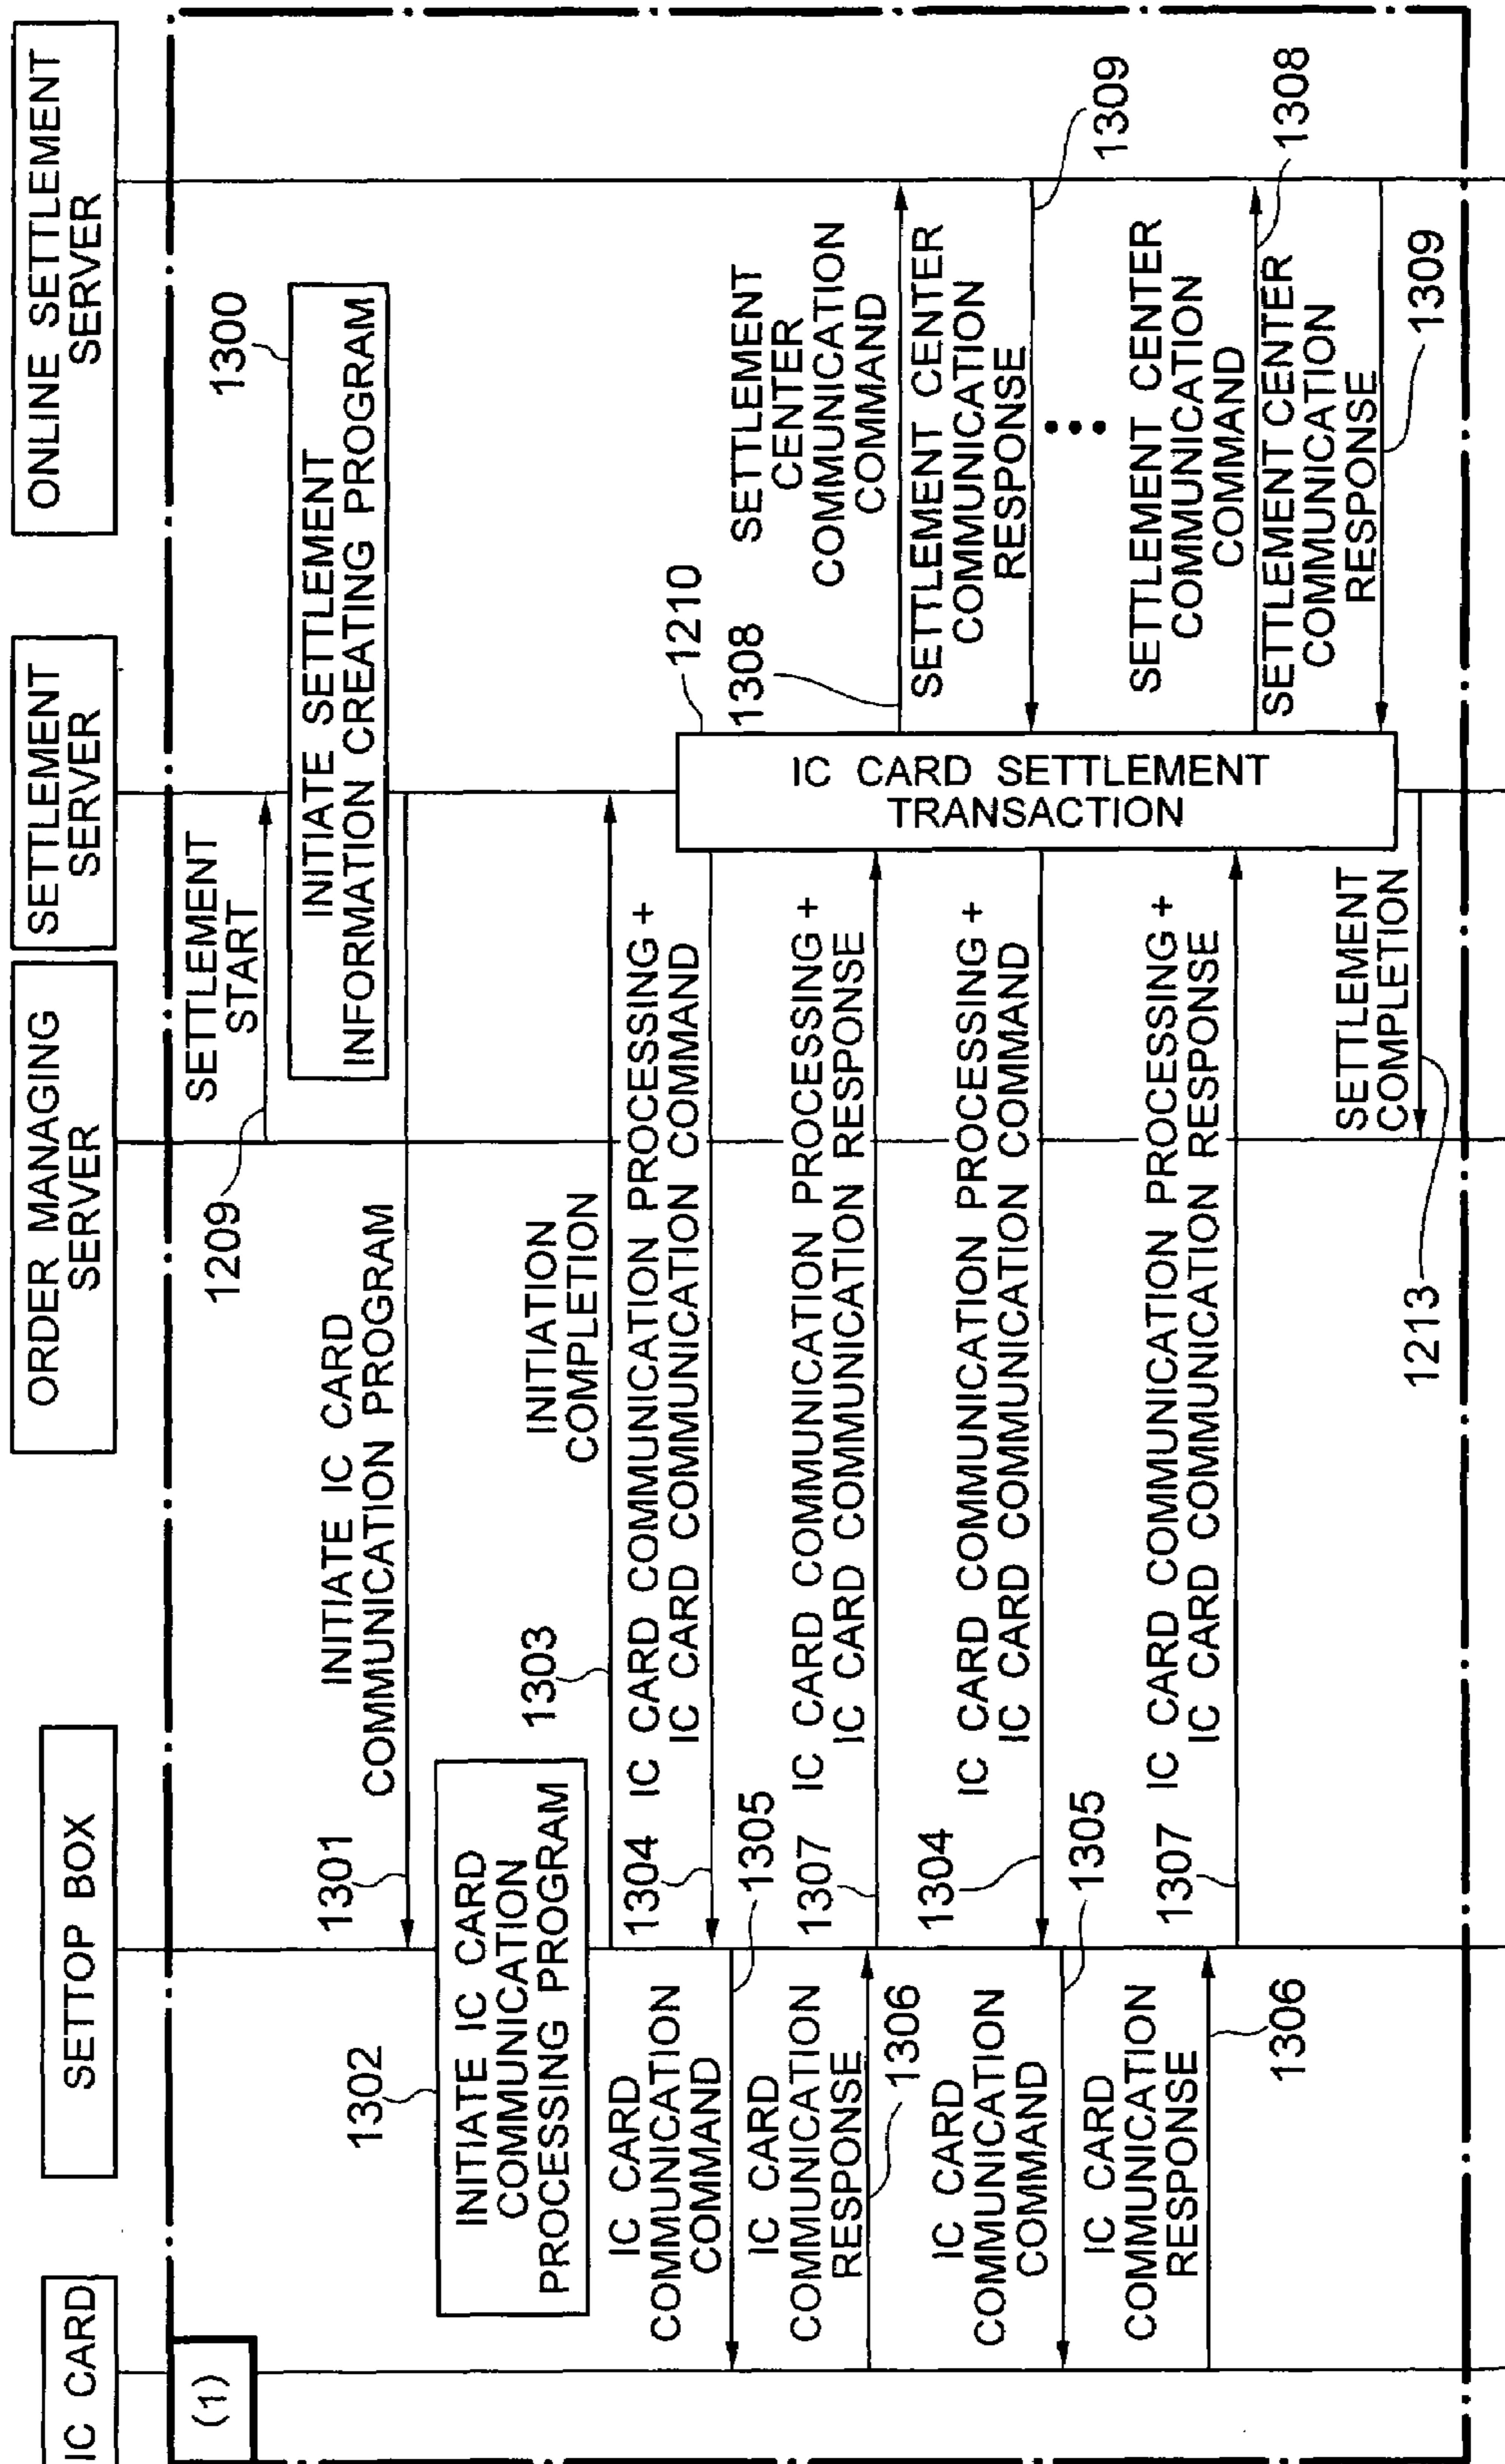 IC CARD
SETTOP BOX
ORDER MANAGING
SERVER
SETTLEMENT
SERVER
ONLINE SETTLEMENT
SERVER
(1)
SETTLEMENT
START
1209
1300
INITIATE SETTLEMENT
INFORMATION CREATING PROGRAM
1301
INITIATE IC CARD
COMMUNICATION PROGRAM
1302
INITIATE IC CARD
COMMUNICATION
PROCESSING PROGRAM
1303
INITIATION
COMPLETION
1304
IC CARD COMMUNICATION PROCESSING +
IC CARD COMMUNICATION COMMAND
1210
IC CARD SETTLEMENT
TRANSACTION
IC CARD
COMMUNICATION
COMMAND
1305
1308
SETTLEMENT
CENTER
COMMUNICATION
COMMAND
IC CARD
COMMUNICATION
RESPONSE
1306
1307
IC CARD COMMUNICATION PROCESSING +
IC CARD COMMUNICATION RESPONSE
SETTLEMENT CENTER
COMMUNICATION
RESPONSE
1309
1304
IC CARD COMMUNICATION PROCESSING +
IC CARD COMMUNICATION COMMAND
IC CARD
COMMUNICATION
COMMAND
1305
SETTLEMENT CENTER
COMMUNICATION
COMMAND
1308
IC CARD
COMMUNICATION
RESPONSE
1306
1307
IC CARD COMMUNICATION PROCESSING +
IC CARD COMMUNICATION RESPONSE
SETTLEMENT CENTER
COMMUNICATION
RESPONSE
1309
SETTLEMENT
COMPLETION
1213